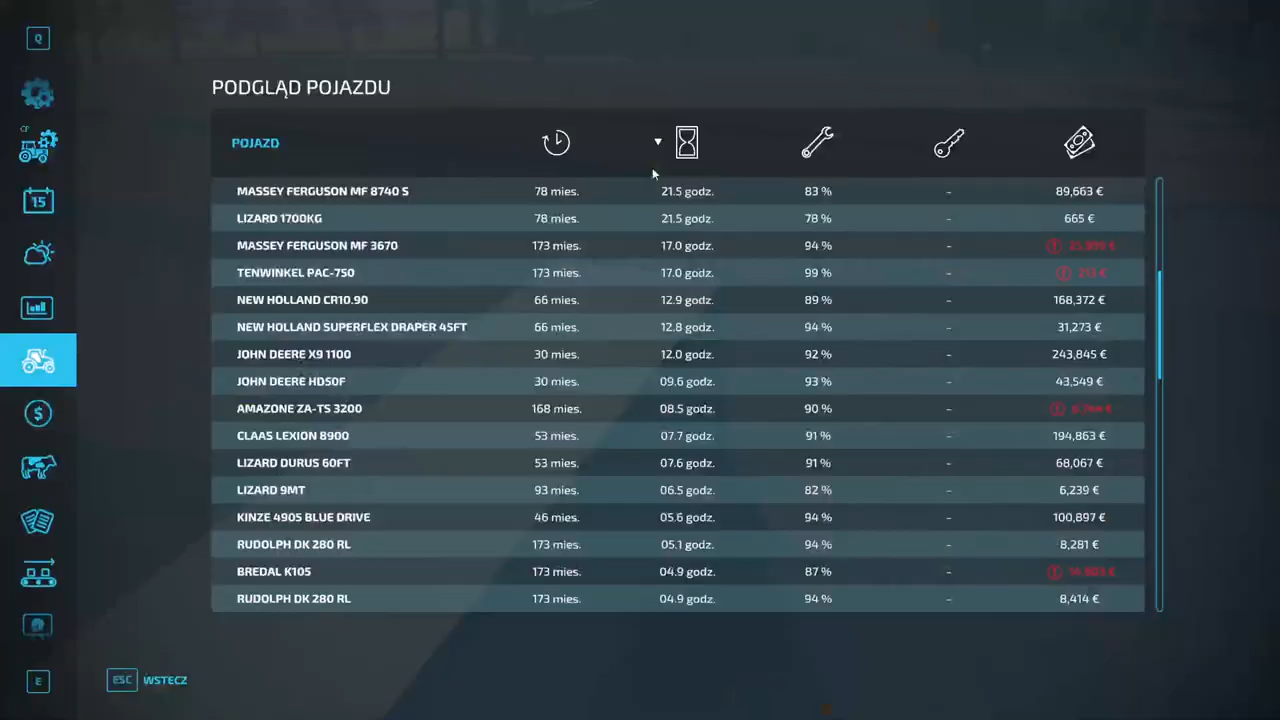 Q
PODGLĄD POJAZDU
POJAZD
MASSEY FERGUSON MF 8740 S 78 mies. 21.5 godz. 83 % - 89,663 €
LIZARD 1700KG 78 mies. 21.5 godz. 78 % - 665 €
MASSEY FERGUSON MF 3670 173 mies. 17.0 godz. 94 % -
TENWINKEL PAC-750 173 mies. 17.0 godz. 99 % - 213 €
NEW HOLLAND CR10.90 66 mies. 12.9 godz. 89 % - 168,372 €
15
NEW HOLLAND SUPERFLEX DRAPER 45FT 66 mies. 12.8 godz. 94 % - 31,273 €
JOHN DEERE X9 1100 30 mies. 12.0 godz. 92 % - 243,845 €
JOHN DEERE HD50F 30 mies. 09.6 godz. 93 % - 43,549 €
AMAZONE ZA-TS 3200 168 mies. 08.5 godz. 90 % -
CLAAS LEXION 8900 53 mies. 07.7 godz. 91 % - 194,863 €
LIZARD DURUS 60FT 53 mies. 07.6 godz. 91 % - 68,067 €
LIZARD 9MT 93 mies. 06.5 godz. 82 % - 6,239 €
KINZE 4905 BLUE DRIVE 46 mies. 05.6 godz. 94 % - 100,897 €
RUDOLPH DK 280 RL 173 mies. 05.1 godz. 94 % - 8,281 €
BREDAL K105 173 mies. 04.9 godz. 87 % -
RUDOLPH DK 280 RL 173 mies. 04.9 godz. 94 % - 8,414 €
E
ESC WSTECZ